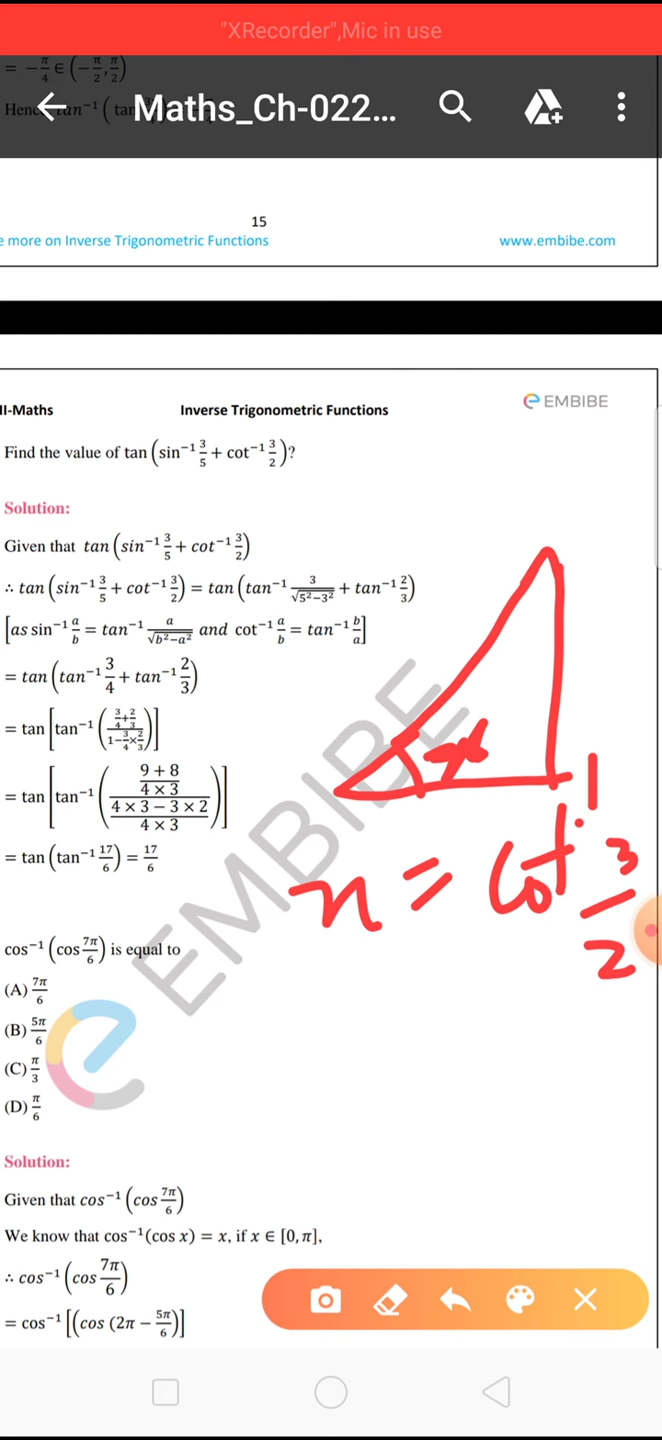 "XRecorder",Mic in use
= −π/4 ∈ (−π/2, π/2)
Maths_Ch-022...
15
e more on Inverse Trigonometric Functions www.embibe.com
II-Maths Inverse Trigonometric Functions EMBIBE
Find the value of tan (sin⁻¹ 3/5 + cot⁻¹ 3/2)?
Solution:
Given that tan (sin⁻¹ 3/5 + cot⁻¹ 3/2)
∴ tan (sin⁻¹ 3/5 + cot⁻¹ 3/2) = tan (tan⁻¹ 3/√(5²−3²) + tan⁻¹ 2/3)
[as sin⁻¹ a/b = tan⁻¹ a/√(b²−a²) and cot⁻¹ a/b = tan⁻¹ b/a]
= tan (tan⁻¹ 3/4 + tan⁻¹ 2/3)
= tan [tan⁻¹ ((3/4 + 2/3)/(1 − 3/4 × 2/3))]
= tan [tan⁻¹ (((9 + 8)/(4 × 3))/((4 × 3 − 3 × 2)/(4 × 3)))]
= tan (tan⁻¹ 17/6) = 17/6
x = cot⁻¹ 3/2
EMBIBE
cos⁻¹ (cos 7π/6) is equal to
(A) 7π/6
(B) 5π/6
(C) π/3
(D) π/6
Solution:
Given that cos⁻¹ (cos 7π/6)
We know that cos⁻¹(cos x) = x, if x ∈ [0, π],
∴ cos⁻¹ (cos 7π/6)
= cos⁻¹ [(cos (2π − 5π/6)]